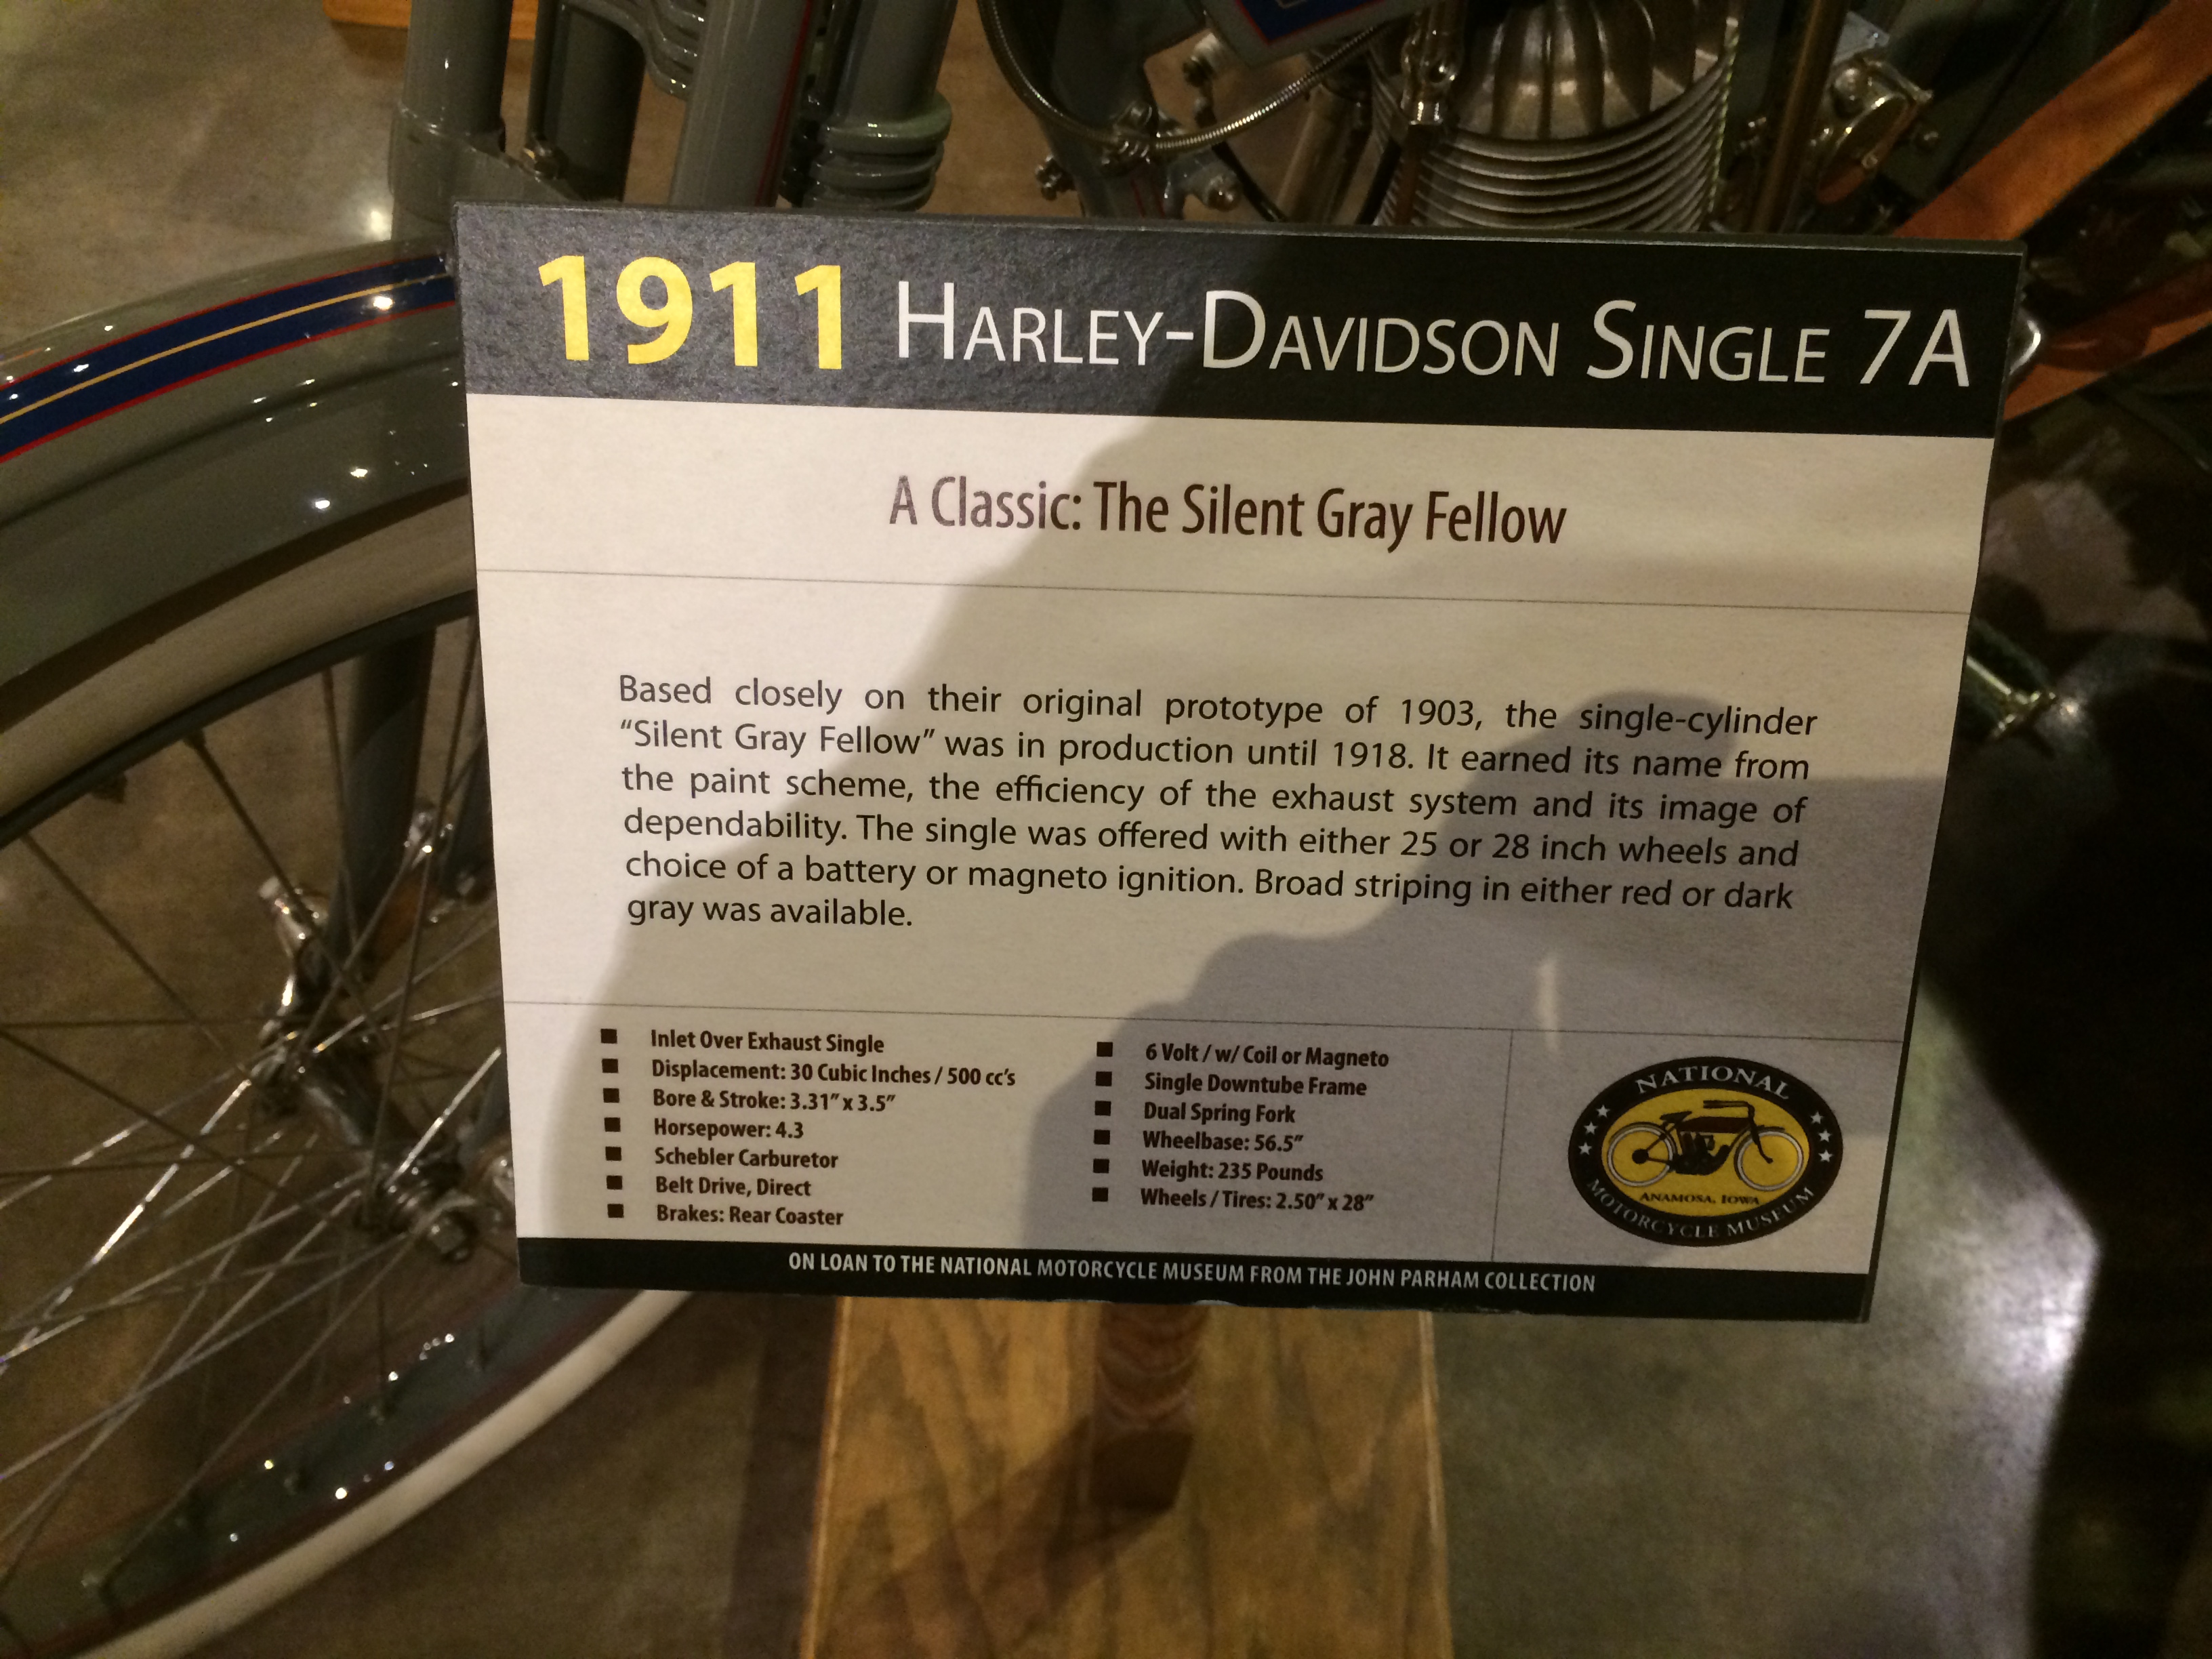 1911 HARLEY-DAVIDSON SINGLE 7A
A Classic: The Silent Gray Fellow
Based closely on their original prototype of 1903, the single-cylinder
“Silent Gray Fellow” was in production until 1918. It earned its name from
the paint scheme, the efficiency of the exhaust system and its image of
dependability. The single was offered with either 25 or 28 inch wheels and
choice of a battery or magneto ignition. Broad striping in either red or dark
gray was available.
■ Inlet Over Exhaust Single
■ Displacement: 30 Cubic Inches / 500 cc’s
■ Bore & Stroke: 3.31” x 3.5”
■ Horsepower: 4.3
■ Schebler Carburetor
■ Belt Drive, Direct
■ Brakes: Rear Coaster
■ 6 Volt / w/ Coil or Magneto
■ Single Downtube Frame
■ Dual Spring Fork
■ Wheelbase: 56.5”
■ Weight: 235 Pounds
■ Wheels / Tires: 2.50” x 28”
NATIONAL
ANAMOSA, IOWA
MOTORCYCLE MUSEUM
ON LOAN TO THE NATIONAL MOTORCYCLE MUSEUM FROM THE JOHN PARHAM COLLECTION